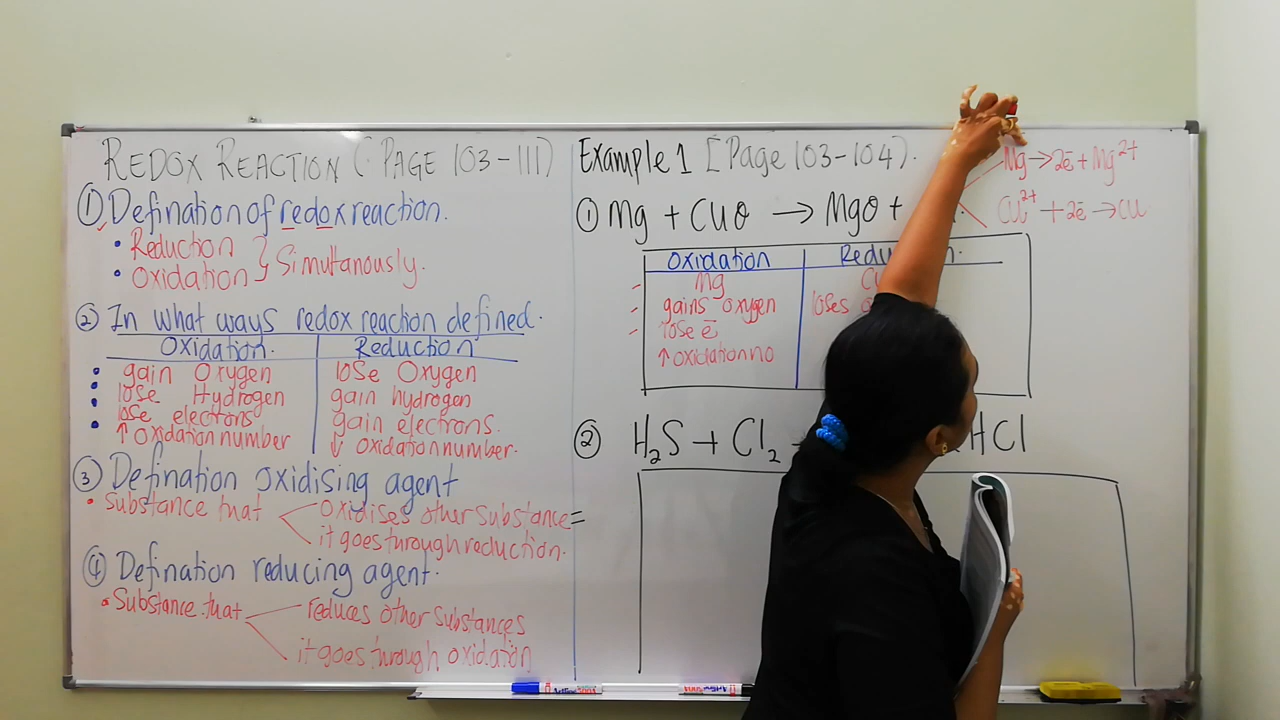 REDOX REACTION (PAGE 103-111)
① Defination of redox reaction.
• Reduction
• Oxidation } Simultanously.
② In what ways redox reaction defined.
Oxidation. Reduction
• gain Oxygen lose Oxygen
• lose Hydrogen gain hydrogen
• lose electrons gain electrons.
• ↑ Oxidation number ↓ Oxidation number.
③ Defination oxidising agent
• Substance that oxidises other substance =
it goes through reduction.
④ Defination reducing agent.
• Substance that reduces other substances
it goes through oxidation
Example 1 [Page 103-104).
Mg → 2ē + Mg²⁺
Cu²⁺ + 2ē → Cu
① Mg + CuO → MgO +
Oxidation
- Mg
- gains oxygen loses
- lose ē
↑ oxidation no
② H₂S + Cl₂ HCl